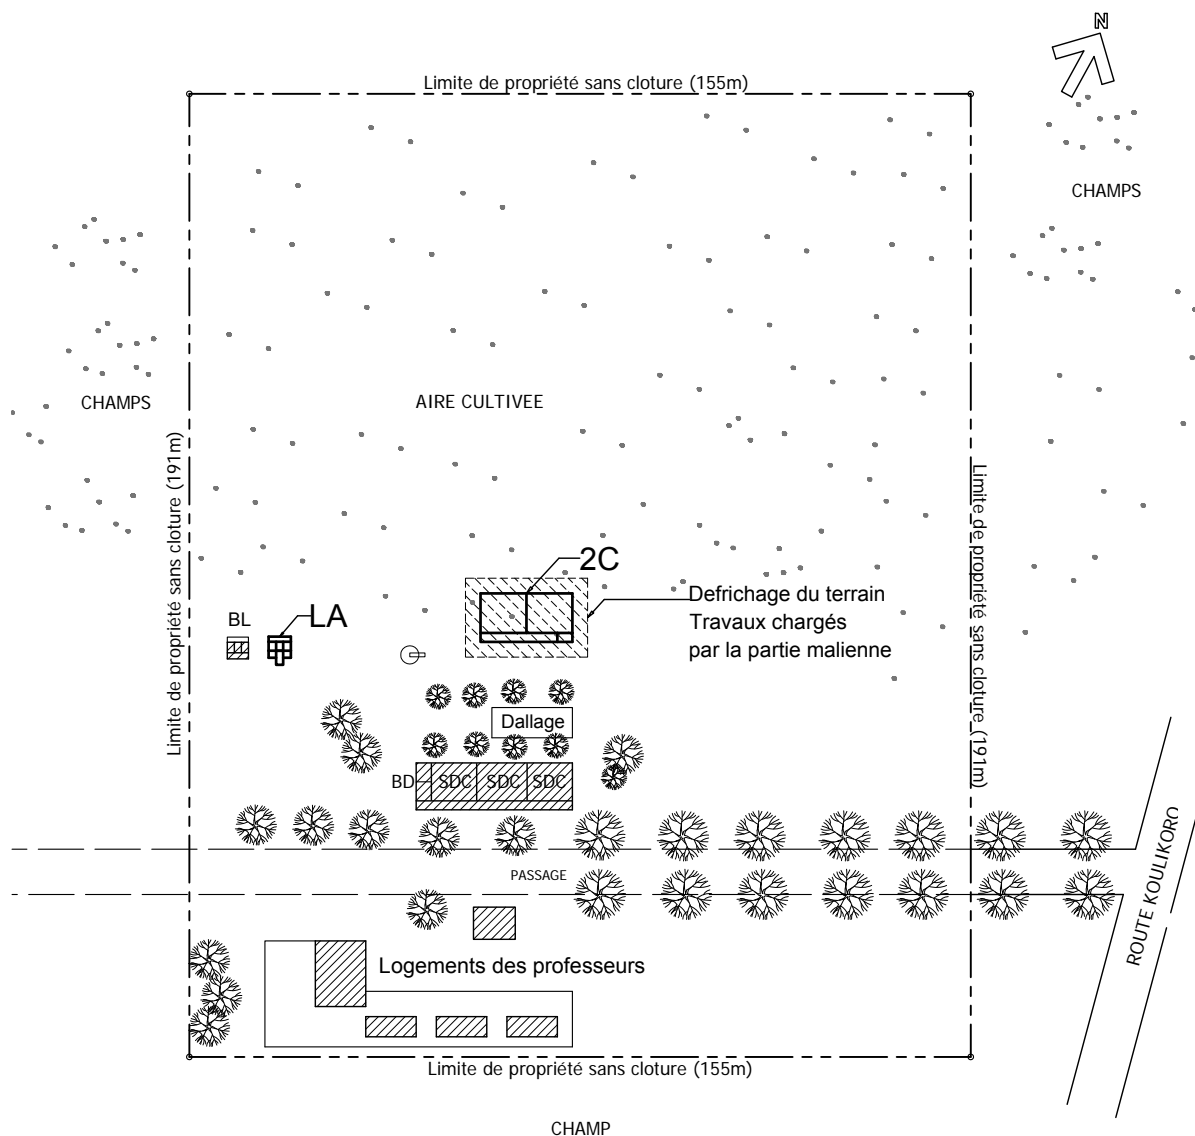 N
Limite de propriété sans cloture (155m)
CHAMPS
CHAMPS
AIRE CULTIVEE
Limite de propriété sans cloture (191m)
Limite de propriété sans cloture (191m)
2C
Defrichage du terrain
Travaux chargés
par la partie malienne
BL
LA
Dallage
BD
SDC
SDC
SDC
PASSAGE
ROUTE KOULIKORO
Logements des professeurs
Limite de propriété sans cloture (155m)
CHAMP